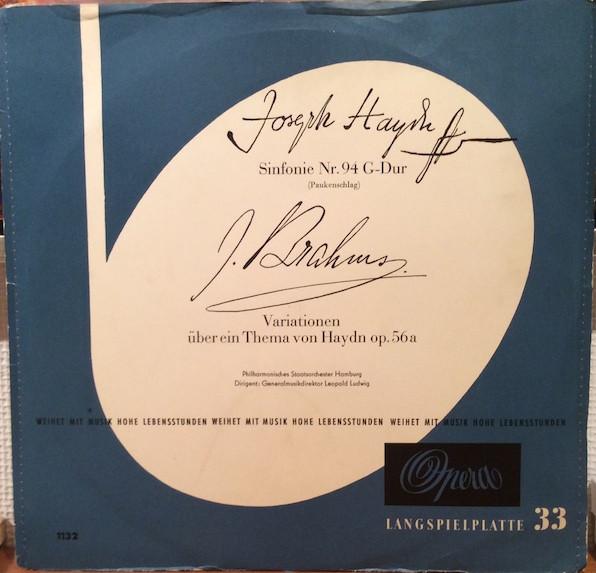 Joseph Haydn
Sinfonie Nr. 94 G-Dur
(Paukenschlag)
J. Brahms.
Variationen
über ein Thema von Haydn op. 56a
Philharmonisches Staatsorchester Hamburg
Dirigent: Generalmusikdirektor Leopold Ludwig
WEIHET MIT MUSIK HOHE LEBENSSTUNDEN WEIHET MIT MUSIK HOHE LEBENSSTUNDEN WEIHET MIT MUSIK HOHE LEBENSSTUNDEN
Opera
LANGSPIELPLATTE 33
1132